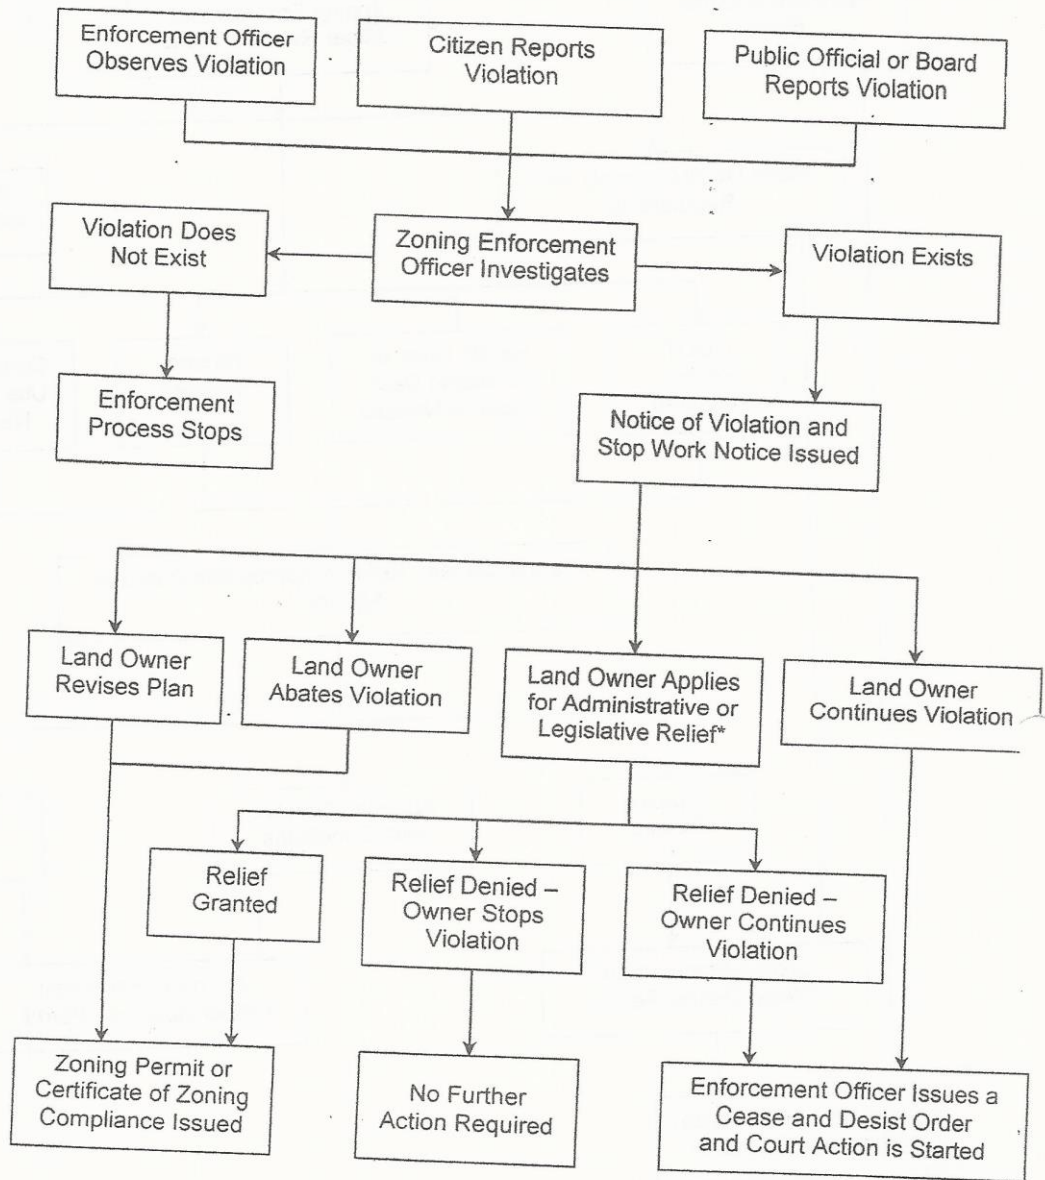 Enforcement Officer
Observes Violation
Citizen Reports
Violation
Public Official or Board
Reports Violation
Violation Does
Not Exist
Zoning Enforcement
Officer Investigates
Violation Exists
Enforcement
Process Stops
Notice of Violation and
Stop Work Notice Issued
Land Owner
Revises Plan
Land Owner
Abates Violation
Land Owner Applies
for Administrative or
Legislative Relief*
Land Owner
Continues Violation
Relief
Granted
Relief Denied –
Owner Stops
Violation
Relief Denied –
Owner Continues
Violation
Zoning Permit or
Certificate of Zoning
Compliance Issued
No Further
Action Required
Enforcement Officer Issues a
Cease and Desist Order
and Court Action is Started